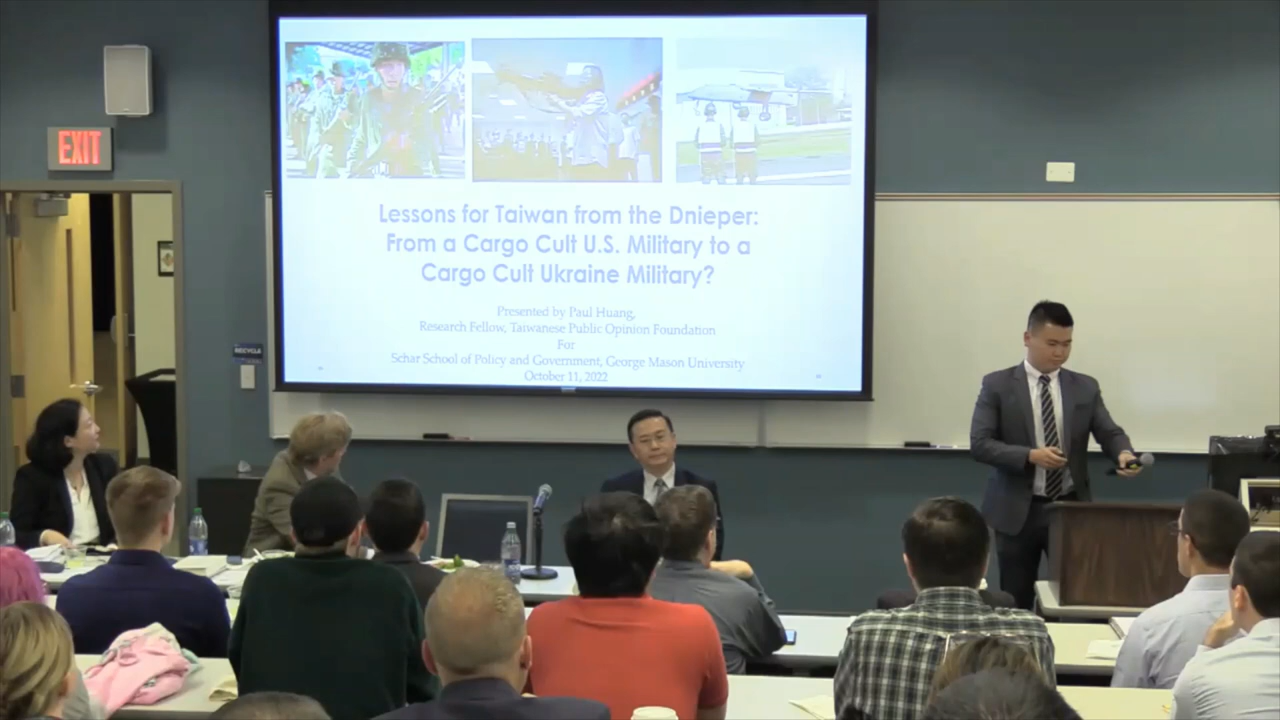 EXIT
Lessons for Taiwan from the Dnieper:
From a Cargo Cult U.S. Military to a
Cargo Cult Ukraine Military?
Presented by Paul Huang,
Research Fellow, Taiwanese Public Opinion Foundation
For
Schar School of Policy and Government, George Mason University
October 11, 2022
RECYCLE